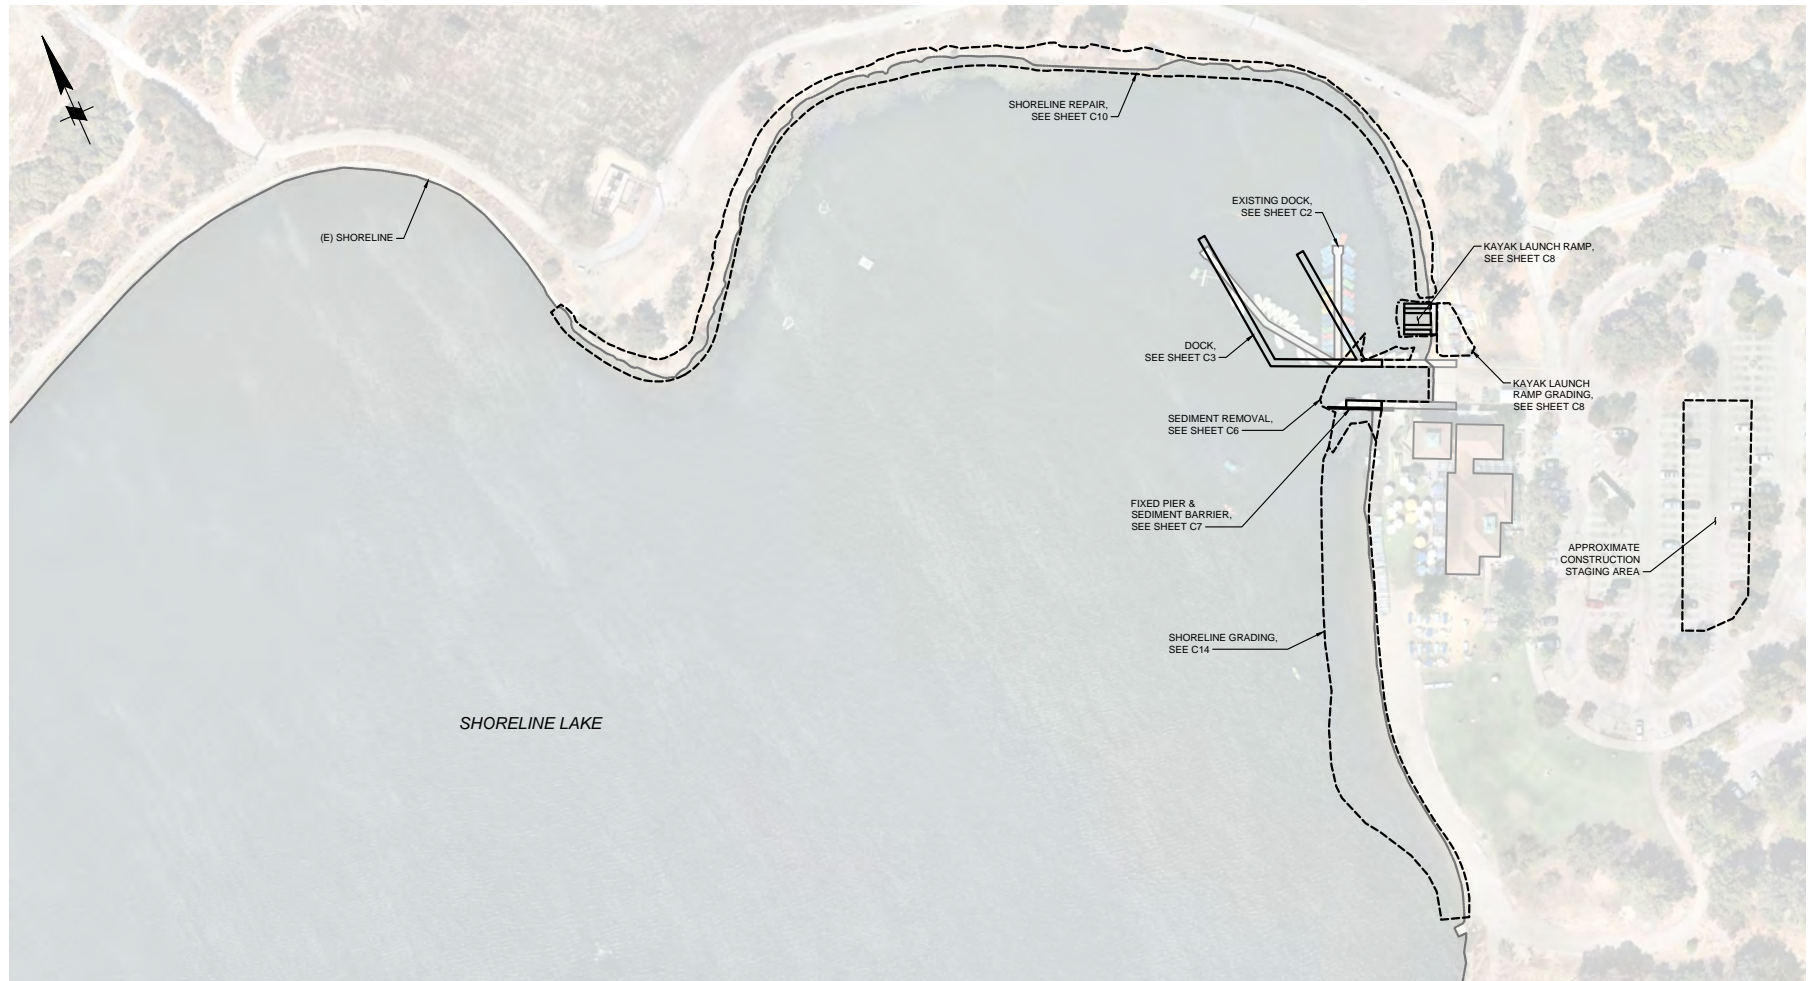 SHORELINE REPAIR,
SEE SHEET C10
EXISTING DOCK,
SEE SHEET C2
(E) SHORELINE
KAYAK LAUNCH RAMP,
SEE SHEET C8
DOCK,
SEE SHEET C3
KAYAK LAUNCH
RAMP GRADING,
SEE SHEET C8
SEDIMENT REMOVAL,
SEE SHEET C6
FIXED PIER &
SEDIMENT BARRIER,
SEE SHEET C7
APPROXIMATE
CONSTRUCTION
STAGING AREA
SHORELINE GRADING,
SEE C14
SHORELINE LAKE